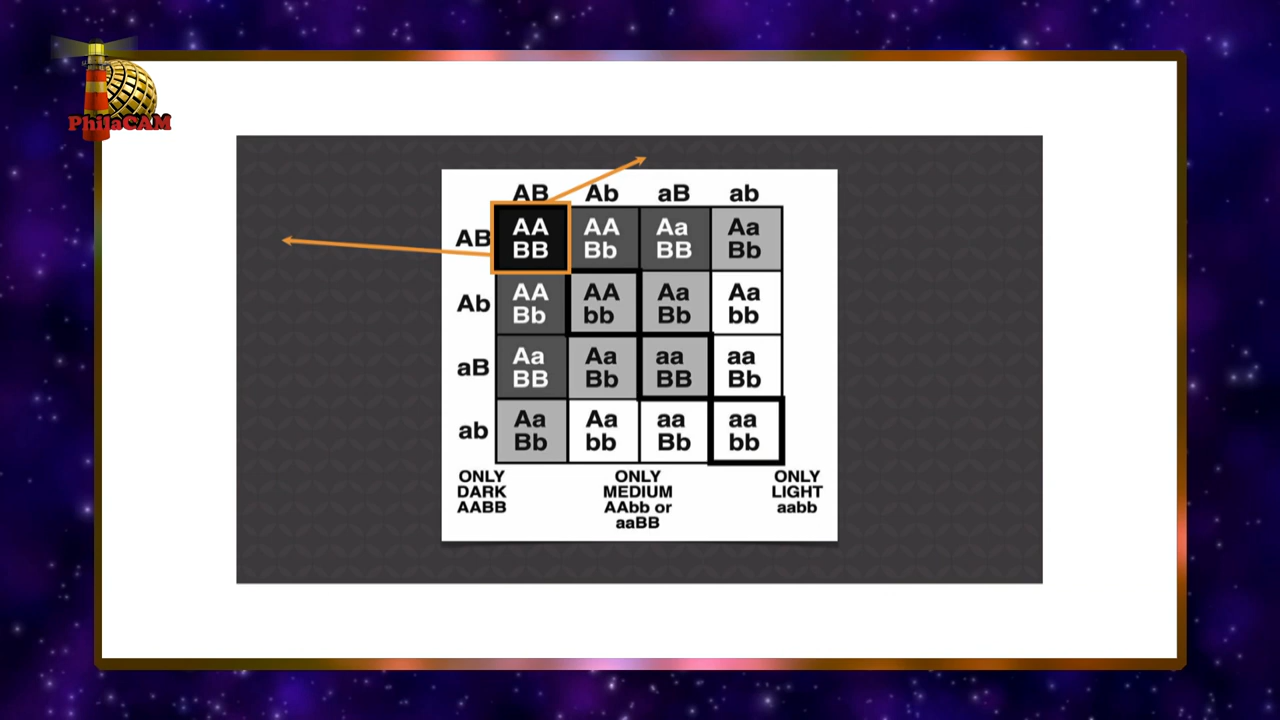 PhilaCAM
AB Ab aB ab
AB AA AA Aa Aa
BB Bb BB Bb
Ab AA AA Aa Aa
Bb bb Bb bb
aB Aa Aa aa aa
BB Bb BB Bb
ab Aa Aa aa aa
Bb bb Bb bb
ONLY ONLY ONLY
DARK MEDIUM LIGHT
AABB AAbb or aabb
aaBB